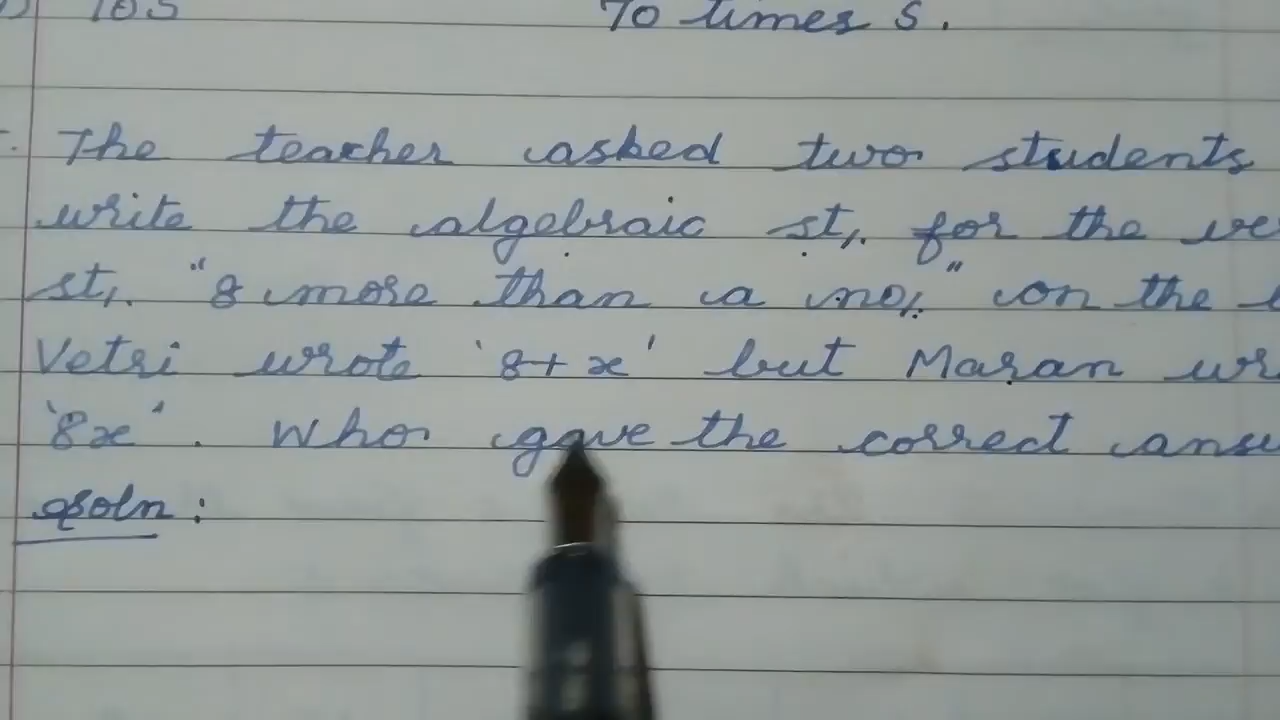 70 times s.
The teacher asked two students
write the algebraic st,. for the
st,. "8 more than a no,." on the
Vetri wrote '8+x' but Maran
'8x'. Who gave the correct
soln: